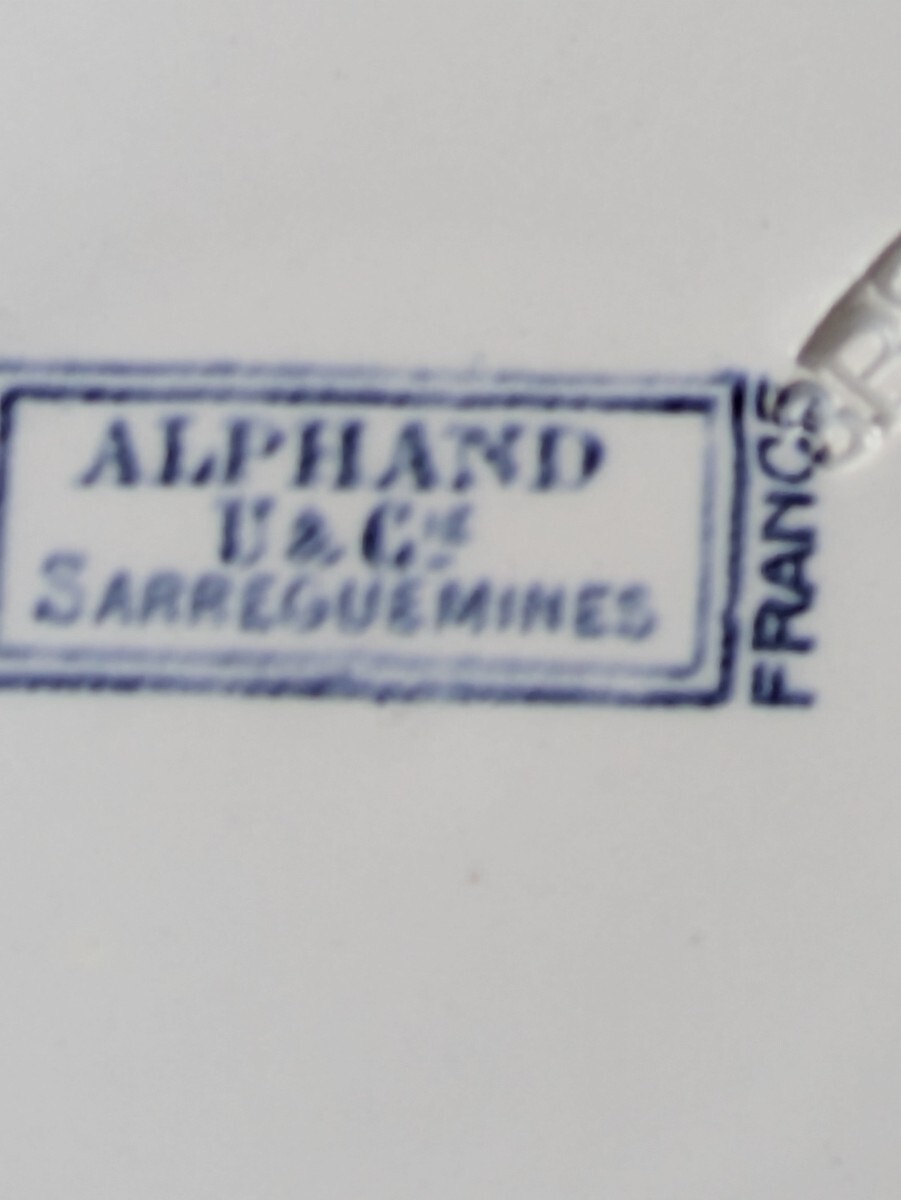 ALPHAND
U & Cie
SARREGUEMINES
FRANCE